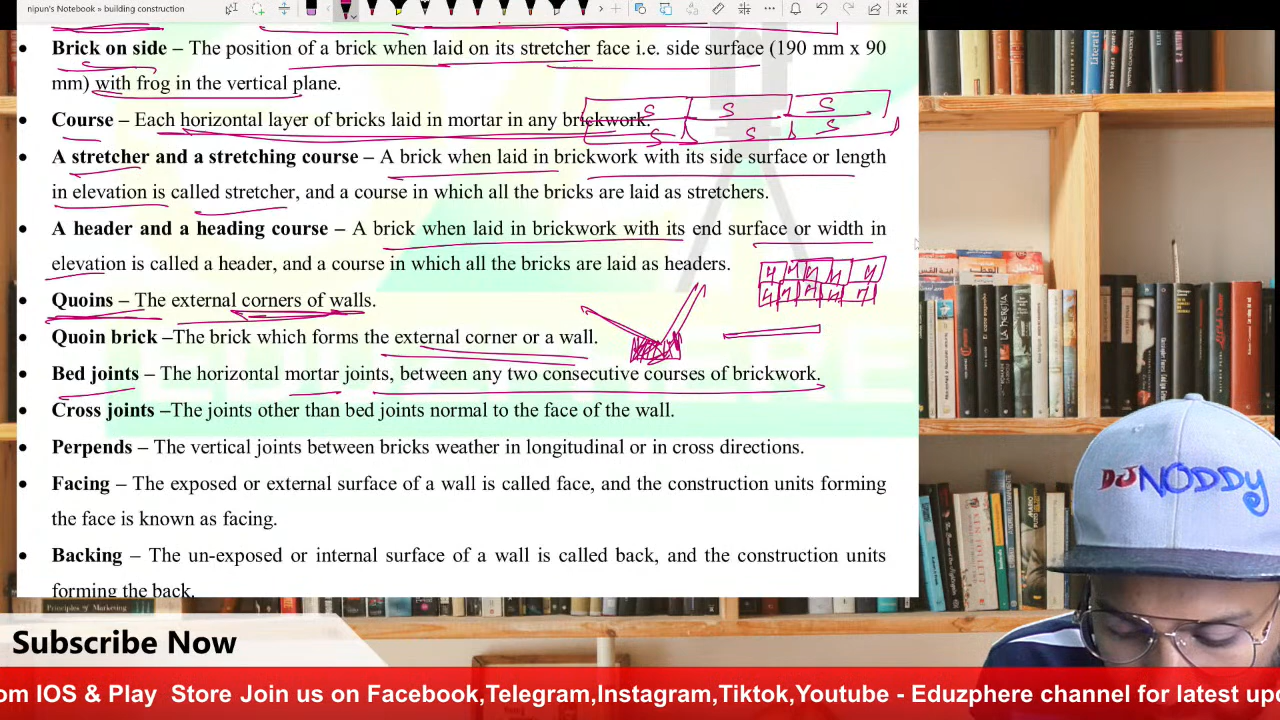 nipun's Notebook » building construction
• Brick on side – The position of a brick when laid on its stretcher face i.e. side surface (190 mm x 90
mm) with frog in the vertical plane.
• Course – Each horizontal layer of bricks laid in mortar in any brickwork.
S S S
S S S
• A stretcher and a stretching course – A brick when laid in brickwork with its side surface or length
in elevation is called stretcher, and a course in which all the bricks are laid as stretchers.
• A header and a heading course – A brick when laid in brickwork with its end surface or width in
elevation is called a header, and a course in which all the bricks are laid as headers.
• Quoins – The external corners of walls.
• Quoin brick –The brick which forms the external corner or a wall.
• Bed joints – The horizontal mortar joints, between any two consecutive courses of brickwork.
• Cross joints –The joints other than bed joints normal to the face of the wall.
• Perpends – The vertical joints between bricks weather in longitudinal or in cross directions.
• Facing – The exposed or external surface of a wall is called face, and the construction units forming
the face is known as facing.
• Backing – The un-exposed or internal surface of a wall is called back, and the construction units
forming the back.
DJNODDY
Principles of Marketing
Subscribe Now
om IOS & Play Store Join us on Facebook,Telegram,Instagram,Tiktok,Youtube - Eduzphere channel for latest upd